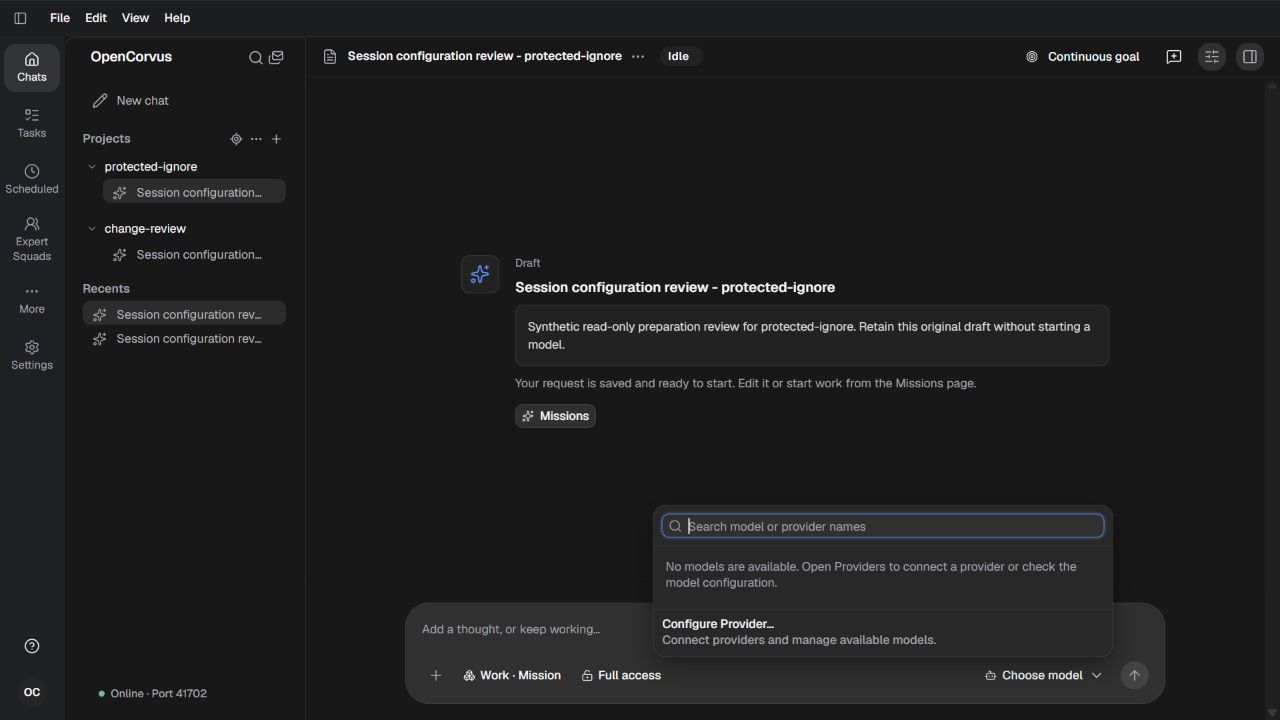 File Edit View Help
OpenCorvus
Chats
Tasks
Scheduled
Expert
Squads
More
Settings
OC
New chat
Projects
protected-ignore
Session configuration...
change-review
Session configuration...
Recents
Session configuration rev...
Session configuration rev...
Online · Port 41702
Session configuration review - protected-ignore
Idle
Continuous goal
Draft
Session configuration review - protected-ignore
Synthetic read-only preparation review for protected-ignore. Retain this original draft without starting a
model.
Your request is saved and ready to start. Edit it or start work from the Missions page.
Missions
Search model or provider names
No models are available. Open Providers to connect a provider or check the
model configuration.
Configure Provider...
Connect providers and manage available models.
Add a thought, or keep working...
Work · Mission
Full access
Choose model